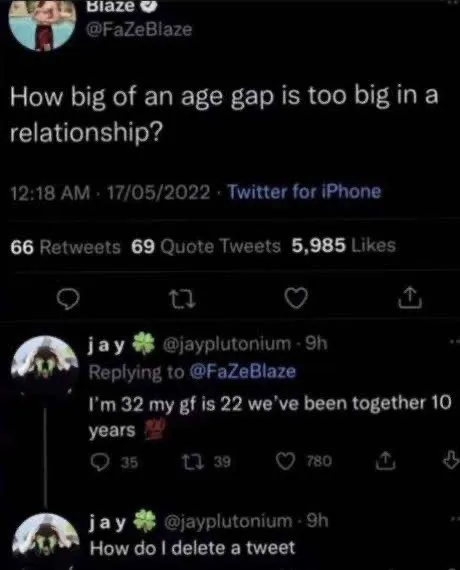 Blaze
@FaZeBlaze
How big of an age gap is too big in a
relationship?
12:18 AM · 17/05/2022 · Twitter for iPhone
66 Retweets 69 Quote Tweets 5,985 Likes
jay 🍀 @jayplutonium · 9h
Replying to @FaZeBlaze
I'm 32 my gf is 22 we've been together 10
years 💯
35 39 780
jay 🍀 @jayplutonium · 9h
How do I delete a tweet